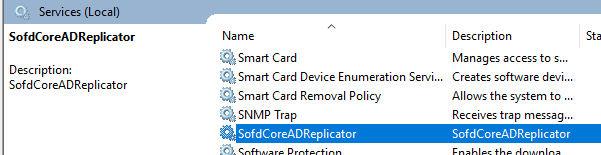 Services (Local)
SofdCoreADReplicator
Description:
SofdCoreADReplicator
Name Description Sta
Smart Card Manages access to s...
Smart Card Device Enumeration Servi... Creates software devi...
Smart Card Removal Policy Allows the system to ...
SNMP Trap Receives trap messag...
SofdCoreADReplicator SofdCoreADReplicator
Software Protection Enables the downloa...